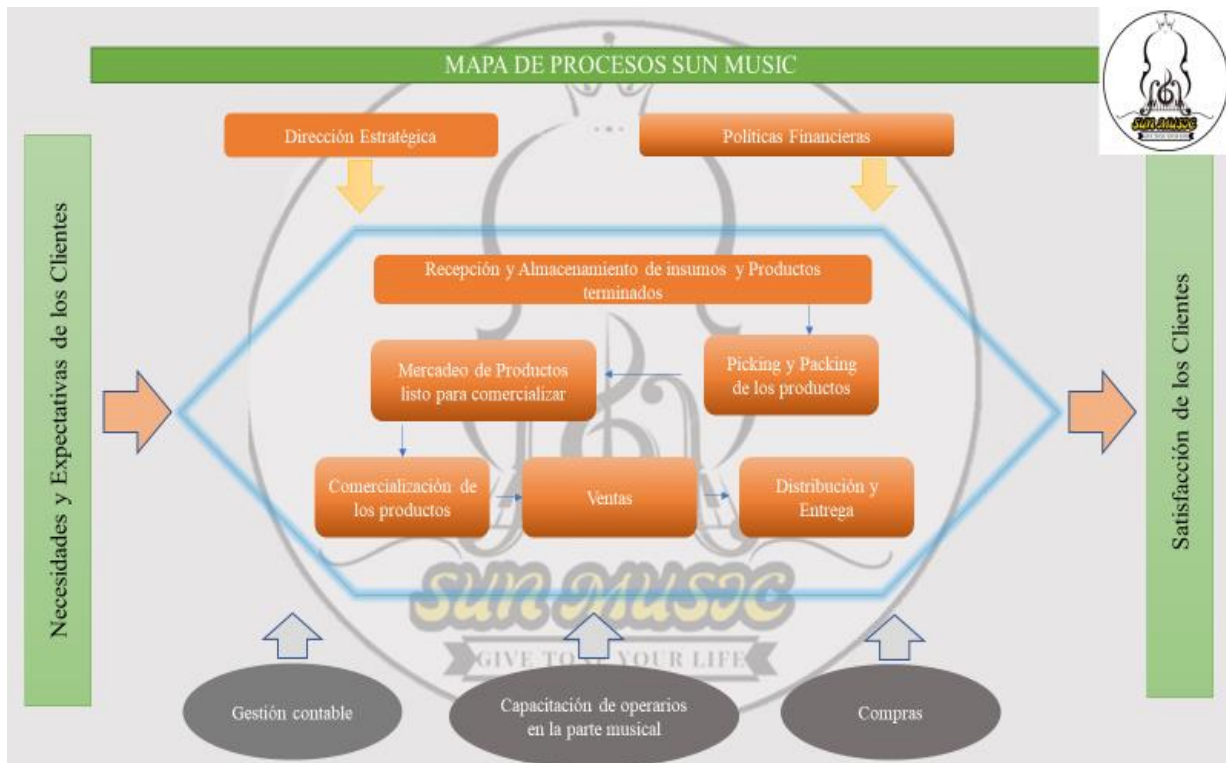 MAPA DE PROCESOS SUN MUSIC
SUN MUSIC
Dirección Estratégica
Políticas Financieras
Necesidades y Expectativas de los Clientes
Recepción y Almacenamiento de insumos y Productos
terminados
Mercadeo de Productos
listo para comercializar
Picking y Packing
de los productos
Comercialización de
los productos
Ventas
Distribución y
Entrega
Satisfacción de los Clientes
SUN MUSIC
GIVE TO YOUR LIFE
Gestión contable
Capacitación de operarios
en la parte musical
Compras